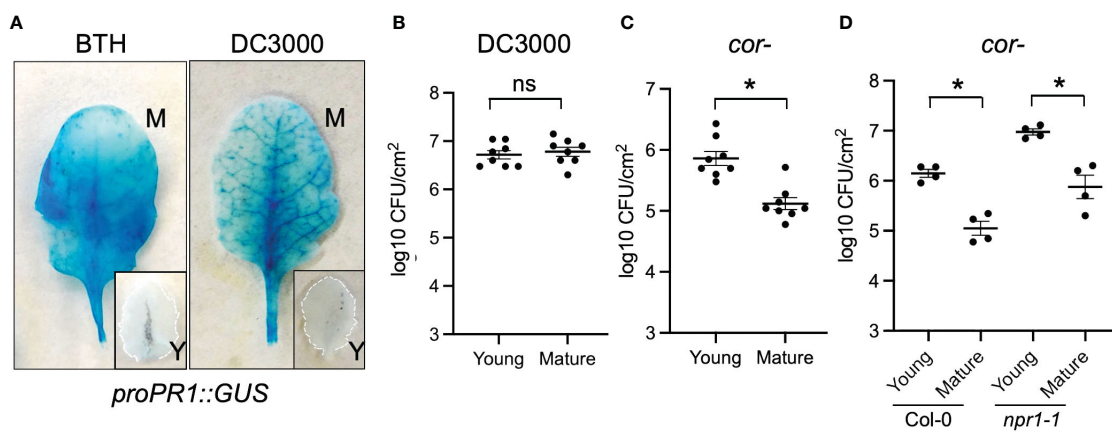 A
BTH
DC3000
M
M
Y
Y
proPR1::GUS
B
DC3000
ns
8
7
6
5
4
3
log10 CFU/cm2
Young
Mature
C
cor-
*
7
6
5
4
3
log10 CFU/cm2
Young
Mature
D
cor-
*
*
8
7
6
5
4
3
log10 CFU/cm2
Young
Mature
Young
Mature
Col-0
npr1-1